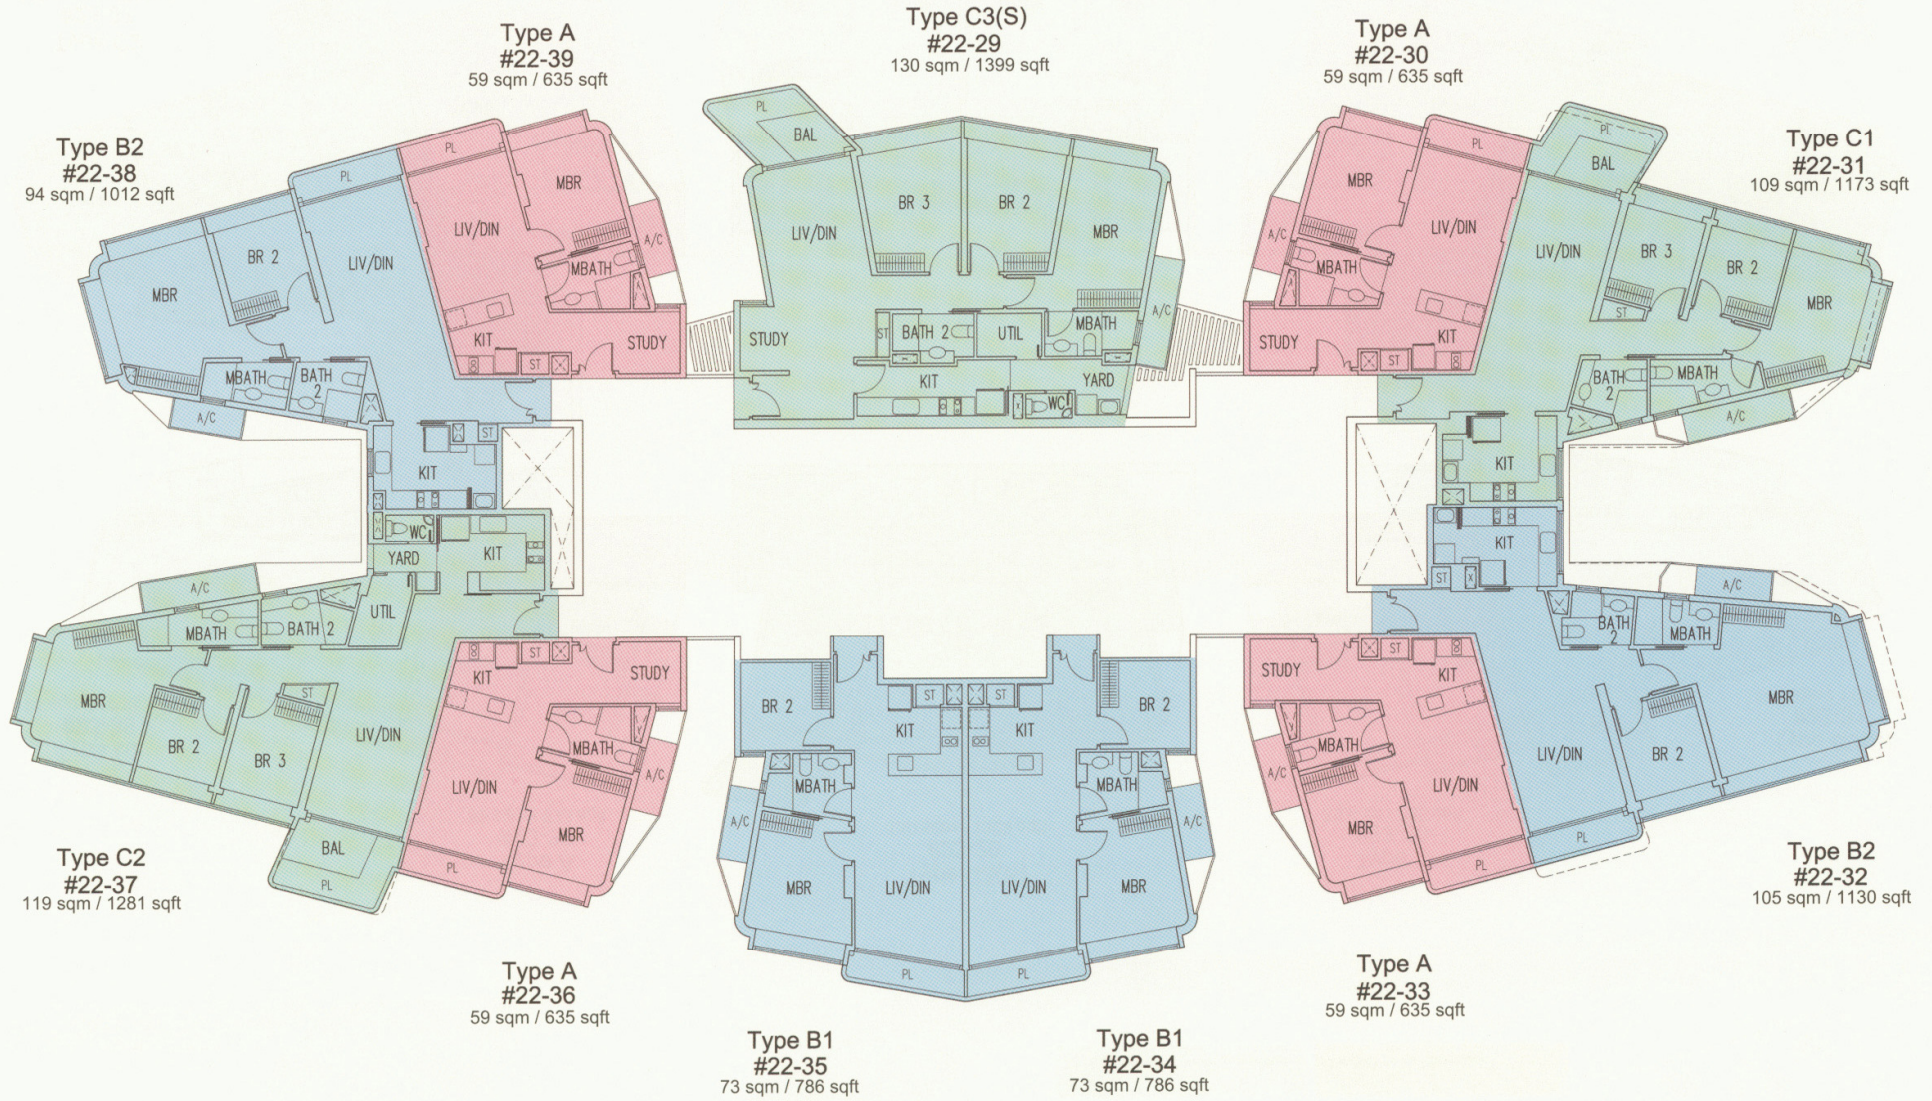 Type A
#22-39
59 sqm / 635 sqft
Type C3(S)
#22-29
130 sqm / 1399 sqft
Type A
#22-30
59 sqm / 635 sqft
Type B2
#22-38
94 sqm / 1012 sqft
Type C1
#22-31
109 sqm / 1173 sqft
PL
BR 2
MBR
LIV/DIN
MBATH
BATH
2
A/C
ST
KIT
PL
MBR
LIV/DIN
A/C
MBATH
KIT
ST
STUDY
PL
BAL
BR 3
BR 2
LIV/DIN
MBR
A/C
STUDY
ST
BATH 2
UTIL
MBATH
KIT
YARD
WC
PL
MBR
LIV/DIN
A/C
MBATH
STUDY
ST
KIT
PL
BAL
LIV/DIN
BR 3
BR 2
MBR
ST
BATH
2
MBATH
A/C
KIT
WC
YARD
KIT
A/C
MBATH
BATH 2
UTIL
MBR
BR 2
BR 3
ST
LIV/DIN
BAL
PL
KIT
ST
STUDY
LIV/DIN
MBATH
A/C
MBR
PL
BR 2
KIT
ST
MBATH
A/C
MBR
LIV/DIN
PL
ST
KIT
BR 2
MBATH
A/C
LIV/DIN
MBR
PL
STUDY
ST
KIT
MBATH
A/C
LIV/DIN
MBR
PL
KIT
ST
A/C
BATH
2
MBATH
MBR
LIV/DIN
BR 2
PL
Type C2
#22-37
119 sqm / 1281 sqft
Type B2
#22-32
105 sqm / 1130 sqft
Type A
#22-36
59 sqm / 635 sqft
Type A
#22-33
59 sqm / 635 sqft
Type B1
#22-35
73 sqm / 786 sqft
Type B1
#22-34
73 sqm / 786 sqft